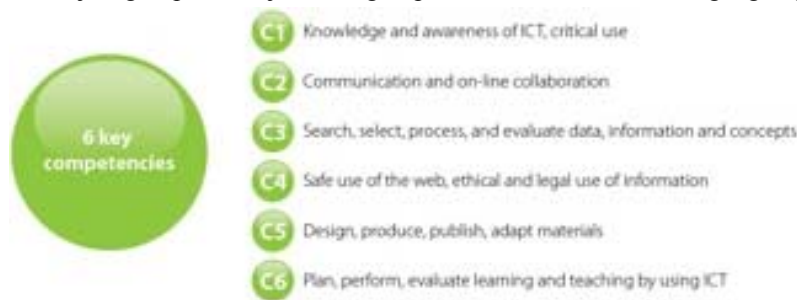 6 key
competencies
C1 Knowledge and awareness of ICT, critical use
C2 Communication and on-line collaboration
C3 Search, select, process, and evaluate data, information and concepts
C4 Safe use of the web, ethical and legal use of information
C5 Design, produce, publish, adapt materials
C6 Plan, perform, evaluate learning and teaching by using ICT